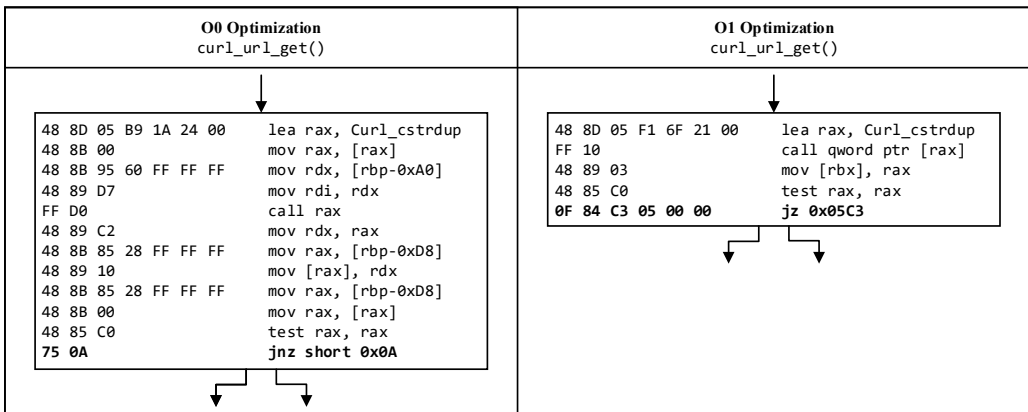 O0 Optimization
curl_url_get()
48 8D 05 B9 1A 24 00 lea rax, Curl_cstrdup
48 8B 00 mov rax, [rax]
48 8B 95 60 FF FF FF mov rdx, [rbp-0xA0]
48 89 D7 mov rdi, rdx
FF D0 call rax
48 89 C2 mov rdx, rax
48 8B 85 28 FF FF FF mov rax, [rbp-0xD8]
48 89 10 mov [rax], rdx
48 8B 85 28 FF FF FF mov rax, [rbp-0xD8]
48 8B 00 mov rax, [rax]
48 85 C0 test rax, rax
75 0A jnz short 0x0A
O1 Optimization
curl_url_get()
48 8D 05 F1 6F 21 00 lea rax, Curl_cstrdup
FF 10 call qword ptr [rax]
48 89 03 mov [rbx], rax
48 85 C0 test rax, rax
0F 84 C3 05 00 00 jz 0x05C3